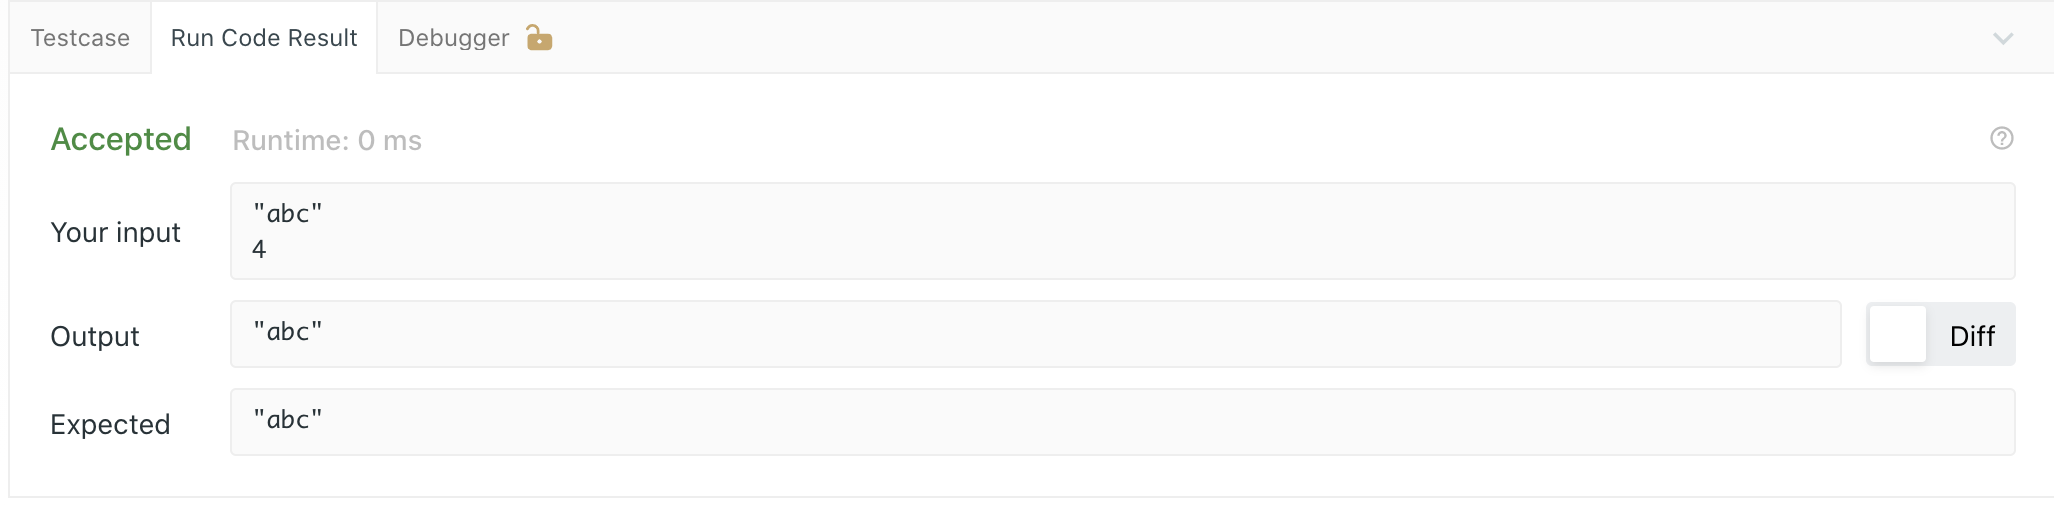 Testcase
Run Code Result
Debugger
Accepted
Runtime: 0 ms
Your input
"abc"
4
Output
"abc"
Diff
Expected
"abc"